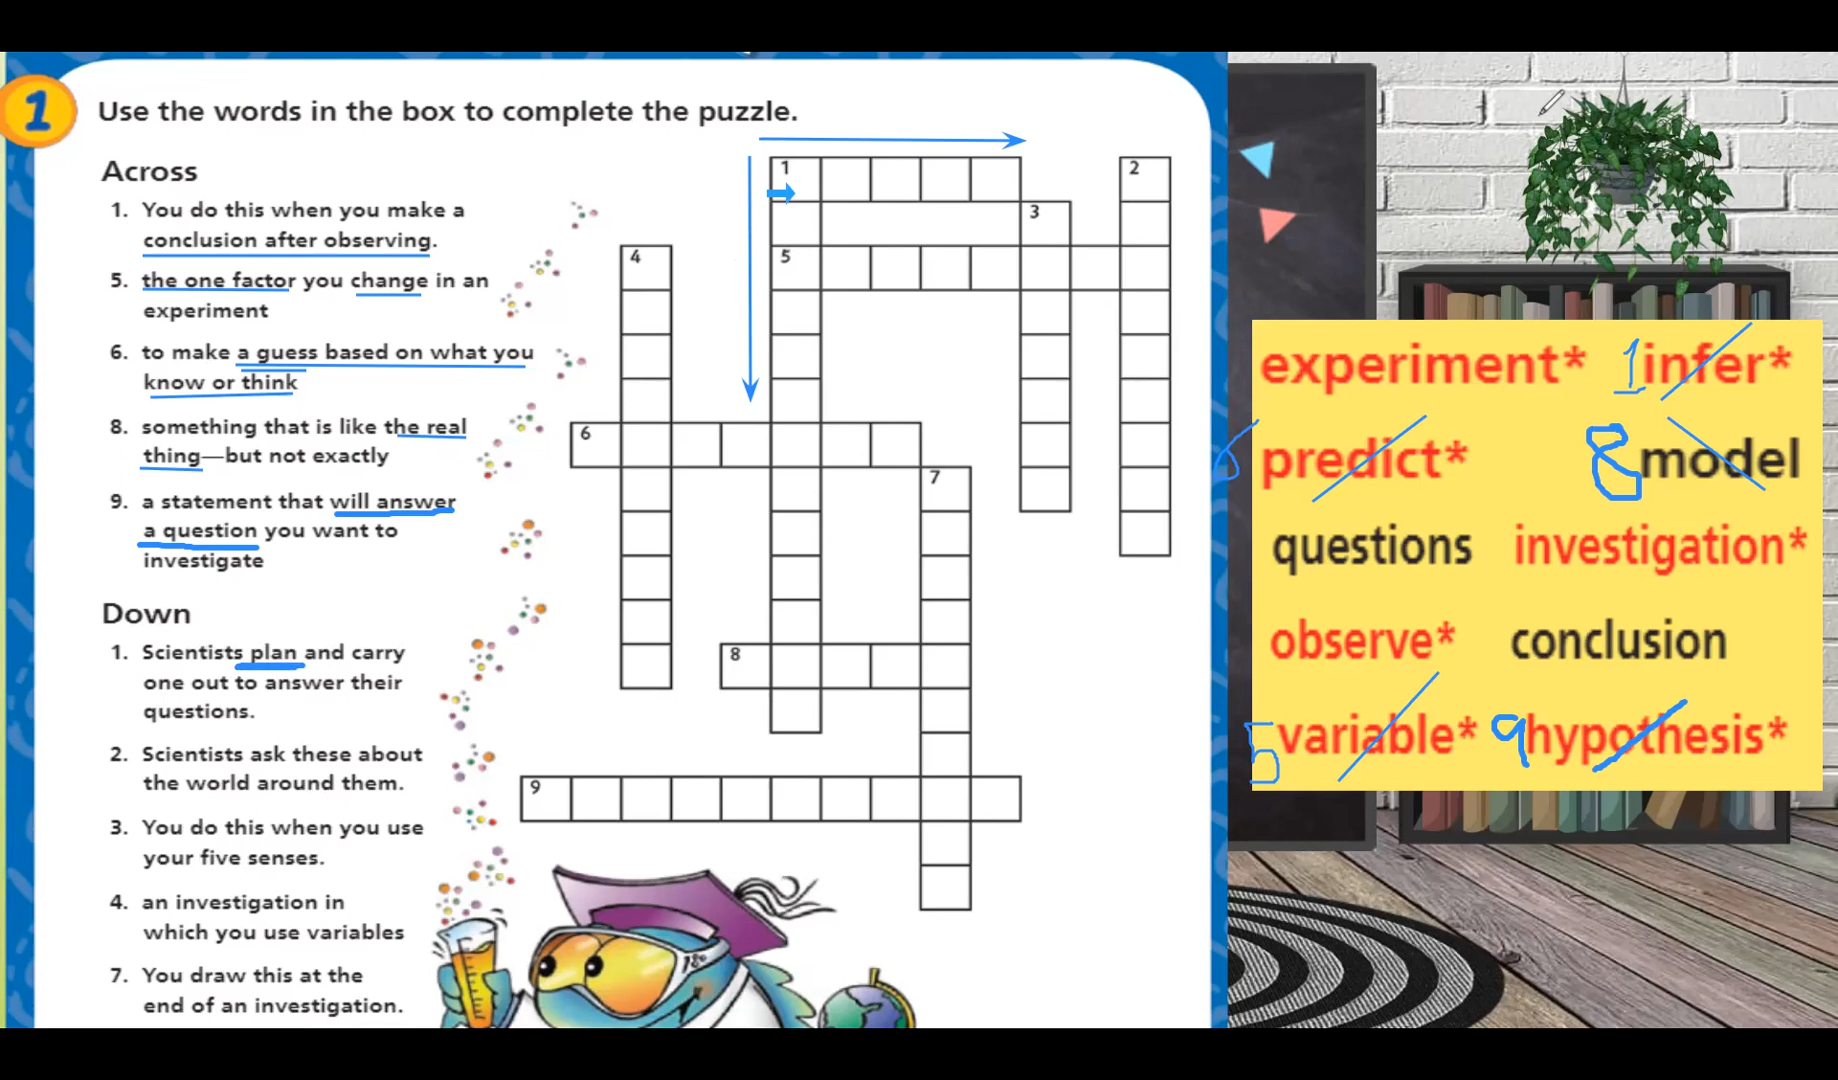 1 Use the words in the box to complete the puzzle.
Across
1. You do this when you make a
conclusion after observing.
5. the one factor you change in an
experiment
6. to make a guess based on what you
know or think
8. something that is like the real
thing—but not exactly
9. a statement that will answer
a question you want to
investigate
Down
1. Scientists plan and carry
one out to answer their
questions.
2. Scientists ask these about
the world around them.
3. You do this when you use
your five senses.
4. an investigation in
which you use variables
7. You draw this at the
end of an investigation.
1
2
3
4
5
6
7
8
9
experiment* 1 infer*
6 predict* 8 model
questions investigation*
observe* conclusion
5 variable* 9 hypothesis*